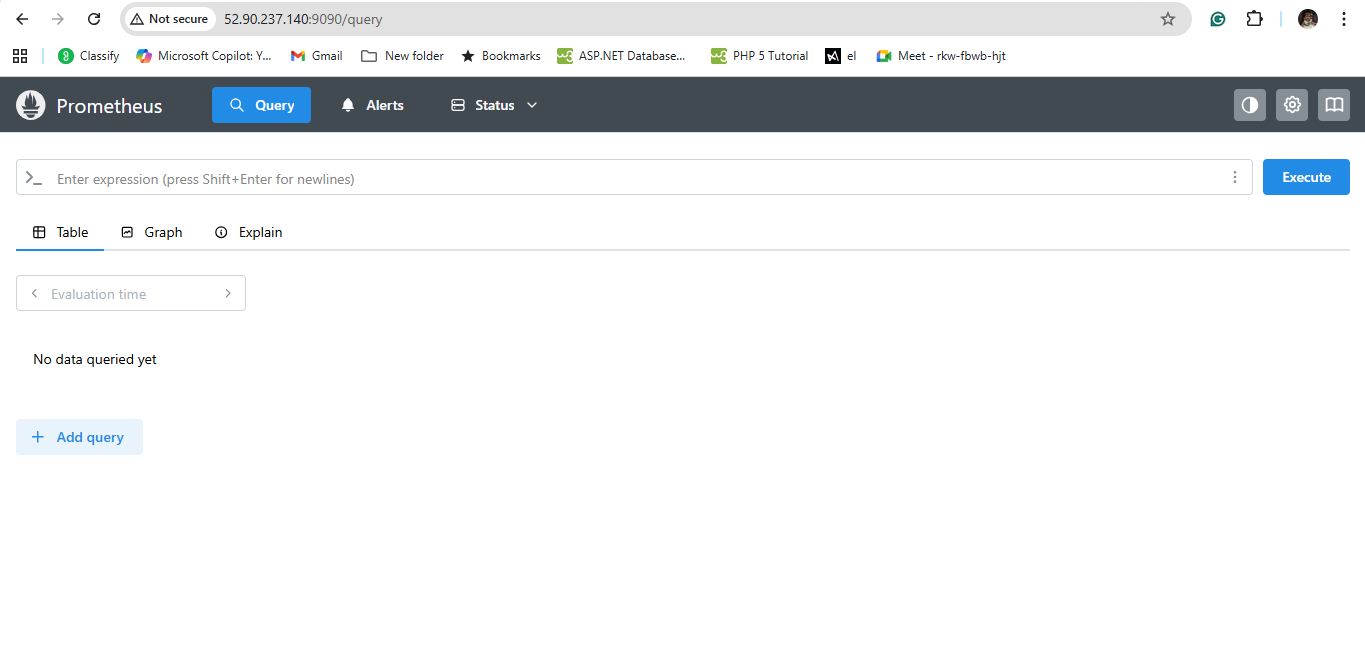 Not secure 52.90.237.140:9090/query
Classify Microsoft Copilot: Y... Gmail New folder Bookmarks ASP.NET Database... PHP 5 Tutorial el Meet - rkw-fbwb-hjt
Prometheus Query Alerts Status
Enter expression (press Shift+Enter for newlines) Execute
Table Graph Explain
Evaluation time
No data queried yet
Add query